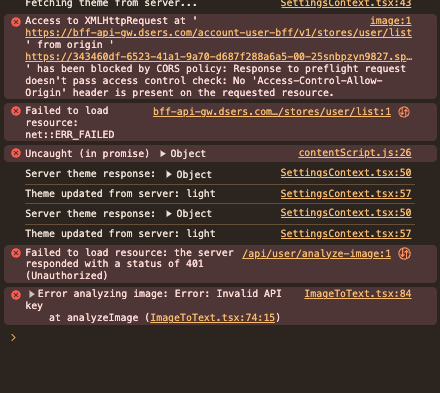 Fetching theme from server... SettingsContext.tsx:43
Access to XMLHttpRequest at ' image:1
https://bff-api-gw.dsers.com/account-user-bff/v1/stores/user/list
' from origin '
https://343460df-6523-41a1-9a70-d687f288a6a5-00-25snbpzyn9827.sp…
' has been blocked by CORS policy: Response to preflight request
doesn't pass access control check: No 'Access-Control-Allow-
Origin' header is present on the requested resource.
Failed to load bff-api-gw.dsers.com…/stores/user/list:1
resource:
net::ERR_FAILED
Uncaught (in promise) ▶ Object contentScript.js:26
Server theme response: ▶ Object SettingsContext.tsx:50
Theme updated from server: light SettingsContext.tsx:57
Server theme response: ▶ Object SettingsContext.tsx:50
Theme updated from server: light SettingsContext.tsx:57
Failed to load resource: the server /api/user/analyze-image:1
responded with a status of 401
(Unauthorized)
▶ Error analyzing image: Error: Invalid API ImageToText.tsx:84
key
at analyzeImage (ImageToText.tsx:74:15)
>